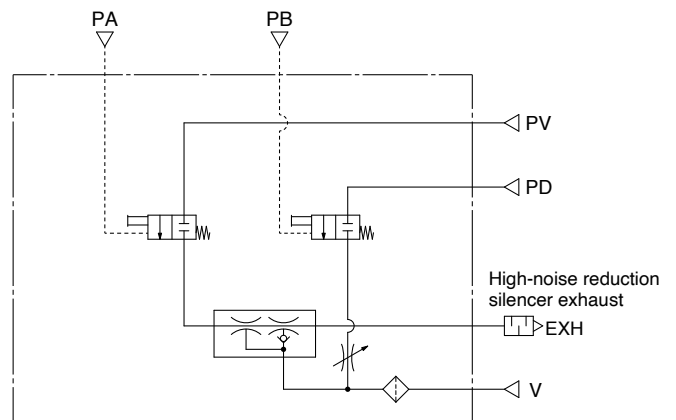 PA
PB
PV
PD
High-noise reduction
silencer exhaust
EXH
V